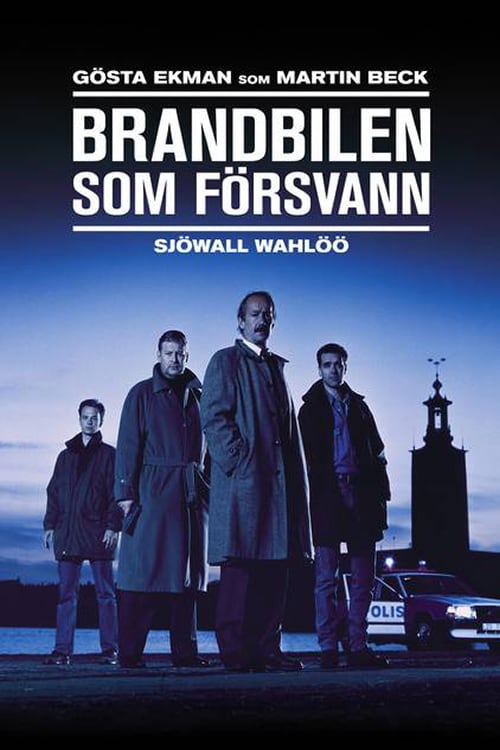 GÖSTA EKMAN SOM MARTIN BECK
BRANDBILEN
SOM FÖRSVANN
SJÖWALL WAHLÖÖ
POLIS